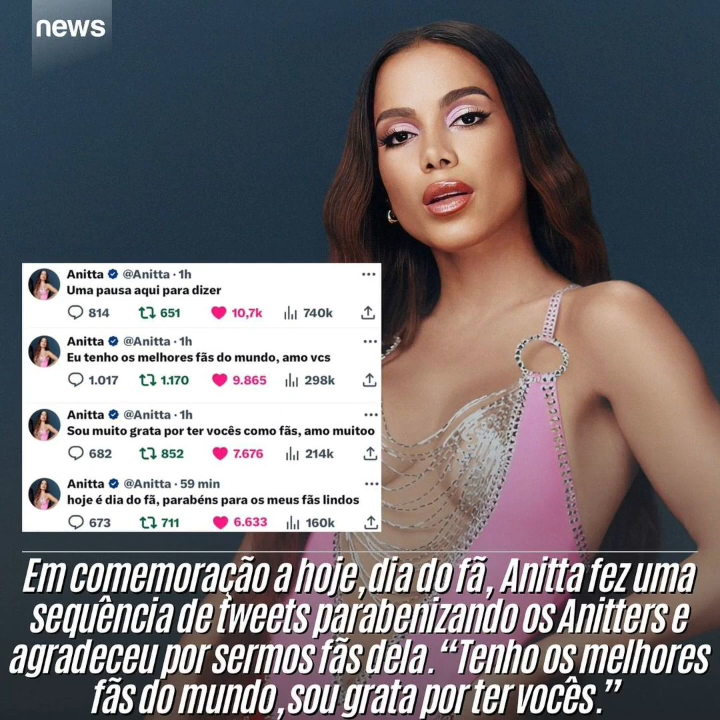 news
Anitta @Anitta · 1h
Uma pausa aqui para dizer
814 651 10,7k 740k
Anitta @Anitta · 1h
Eu tenho os melhores fãs do mundo, amo vcs
1.017 1.170 9.865 298k
Anitta @Anitta · 1h
Sou muito grata por ter vocês como fãs, amo muitoo
682 852 7.676 214k
Anitta @Anitta · 59 min
hoje é dia do fã, parabéns para os meus fãs lindos
673 711 6.633 160k
Em comemoração a hoje, dia do fã, Anitta fez uma
sequência de tweets parabenizando os Anitters e
agradeceu por sermos fãs dela. “Tenho os melhores
fãs do mundo, sou grata por ter vocês.”